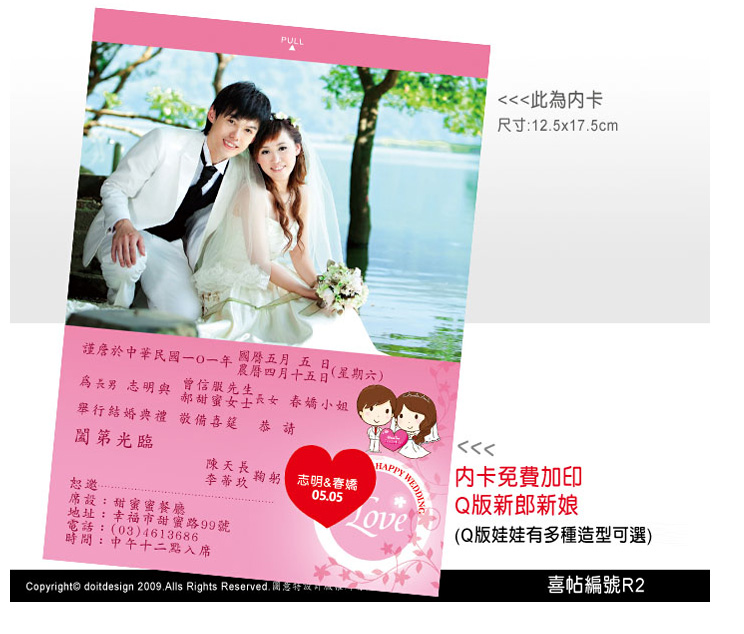 PULL
<<<此為內卡
尺寸:12.5x17.5cm
謹詹於中華民國一O一年 國曆五月 五 日 農曆四月十五日(星期六)
為長男 志明與 曾信服先生 郝甜蜜女士長女 春嬌小姐
舉行結婚典禮 敬備喜筵 恭 請
闔第光臨
陳天長
李蒂玖 鞠躬
恕邀
席設：甜蜜蜜餐廳
地址：幸福市甜蜜路99號
電話：(03)4613686
時間：中午十二點入席
志明&春嬌
05.05
HAPPY WEDDING
Love
<<<
內卡免費加印
Q版新郎新娘
(Q版娃娃有多種造型可選)
Copyright© doitdesign 2009.Alls Rights Reserved.
喜帖編號R2